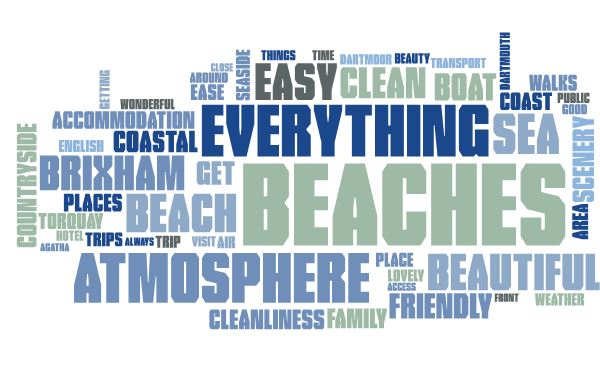 THINGS TIME DARTMOOR BEAUTY TRANSPORT DARTMOUTH
CLOSE AROUND SEASIDE EASY CLEAN BOAT WALKS
GETTING EASE COAST PUBLIC
WONDERFUL GOOD
ACCOMMODATION EVERYTHING SEA SCENERY
ENGLISH COASTAL
COUNTRYSIDE BRIXHAM GET BEACHES
PLACES BEACH AREA
TORQUAY
HOTEL TRIPS ALWAYS TRIP VISIT AIR
AGATHA
ATMOSPHERE PLACE BEAUTIFUL
LOVELY
ACCESS
FRIENDLY FRONT WEATHER
CLEANLINESS FAMILY